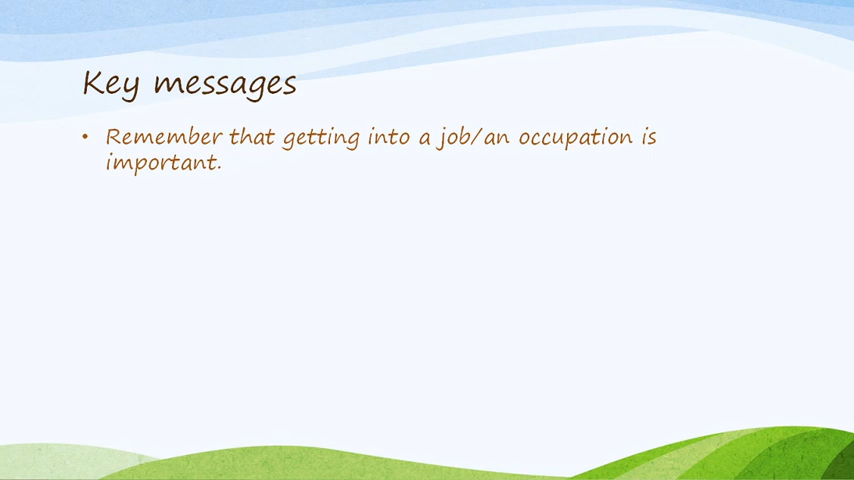 Key messages
• Remember that getting into a job/an occupation is
important.